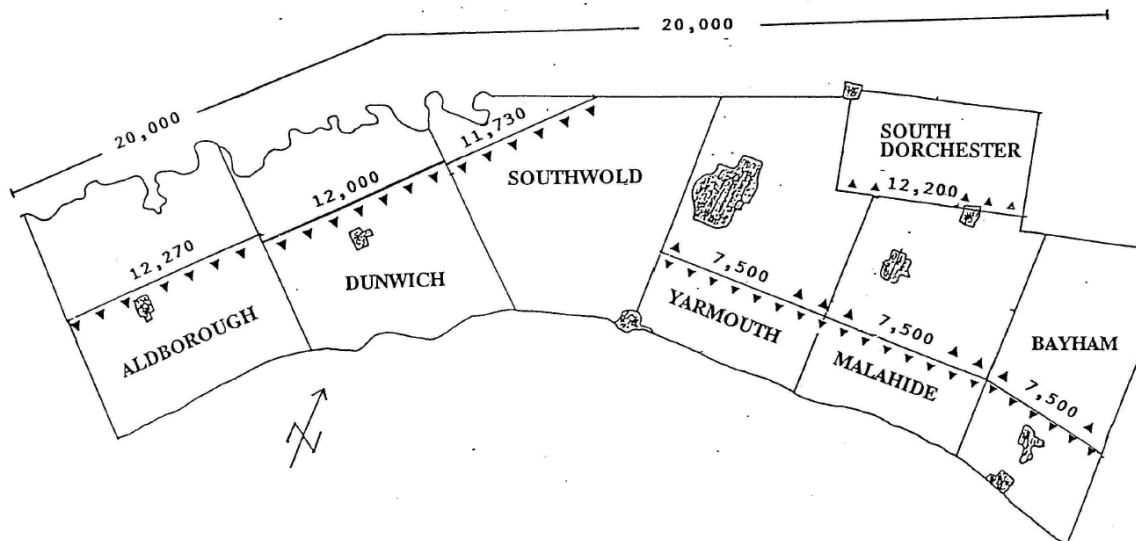 20,000
20,000
11,730
SOUTH
DORCHESTER
12,000
SOUTHWOLD
12,200
12,270
DUNWICH
7,500
YARMOUTH
ALDBOROUGH
7,500
MALAHIDE
BAYHAM
7,500
N